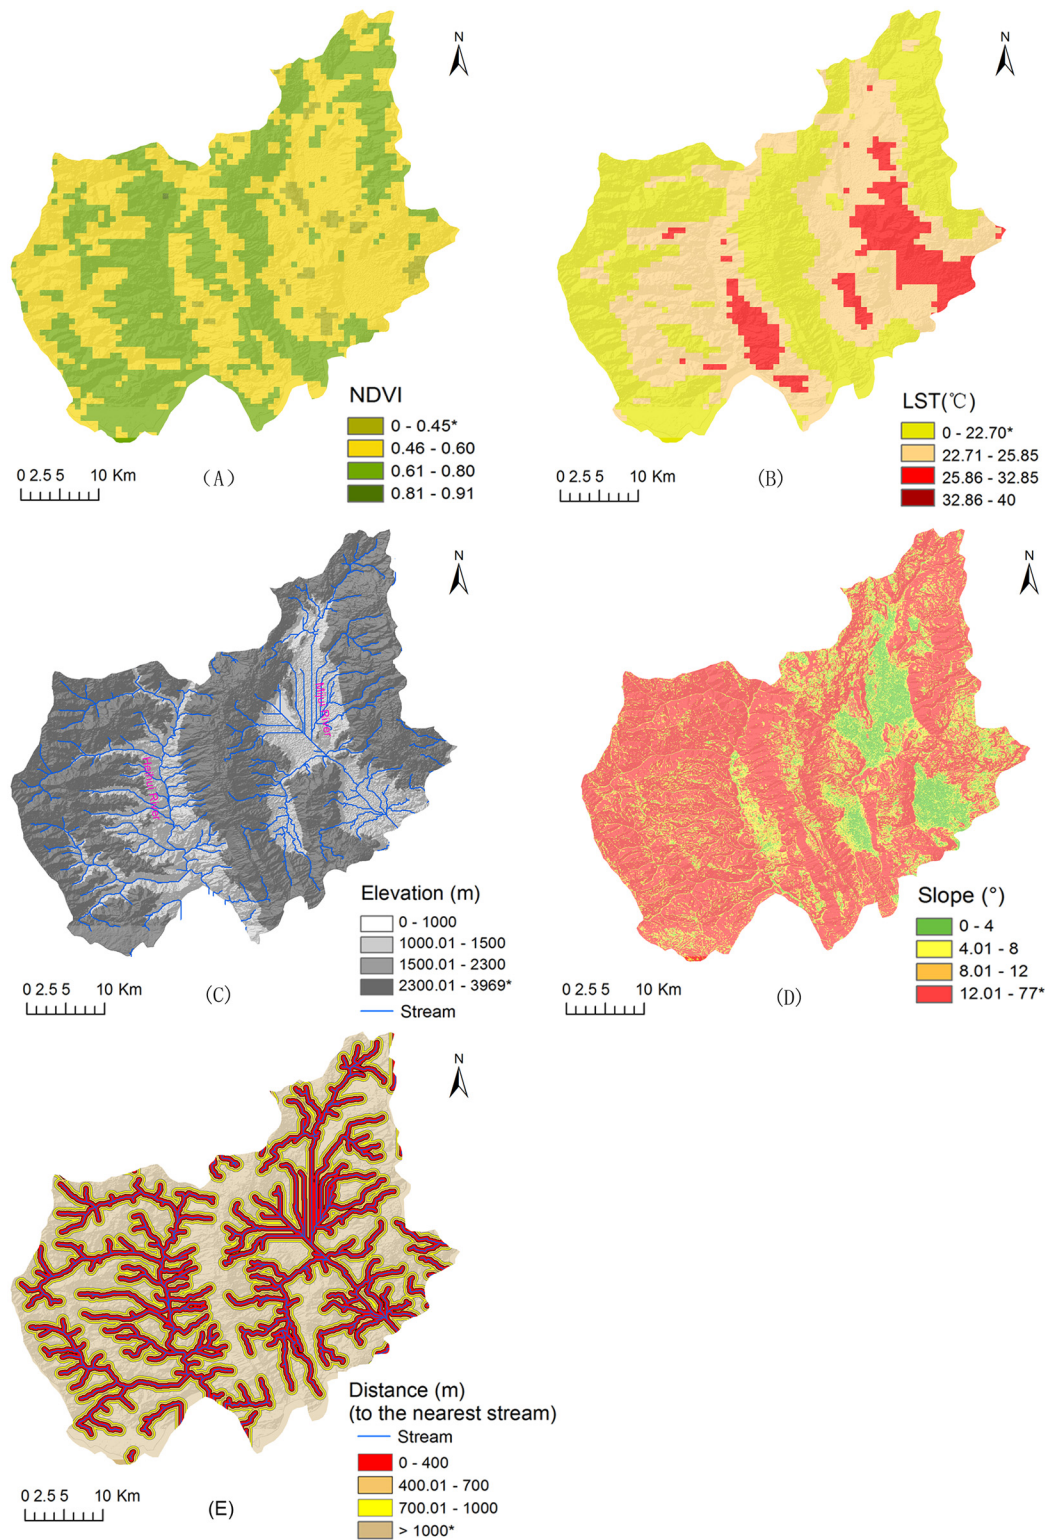 N
NDVI
0 - 0.45*
0.46 - 0.60
0.61 - 0.80
0.81 - 0.91
0 2.5 5 10 Km
(A)
N
LST(℃)
0 - 22.70*
22.71 - 25.85
25.86 - 32.85
32.86 - 40
0 2.5 5 10 Km
(B)
N
Elevation (m)
0 - 1000
1000.01 - 1500
1500.01 - 2300
2300.01 - 3969*
Stream
0 2.5 5 10 Km
(C)
N
Slope (°)
0 - 4
4.01 - 8
8.01 - 12
12.01 - 77*
0 2.5 5 10 Km
(D)
N
Distance (m)
(to the nearest stream)
Stream
0 - 400
400.01 - 700
700.01 - 1000
> 1000*
0 2.5 5 10 Km
(E)